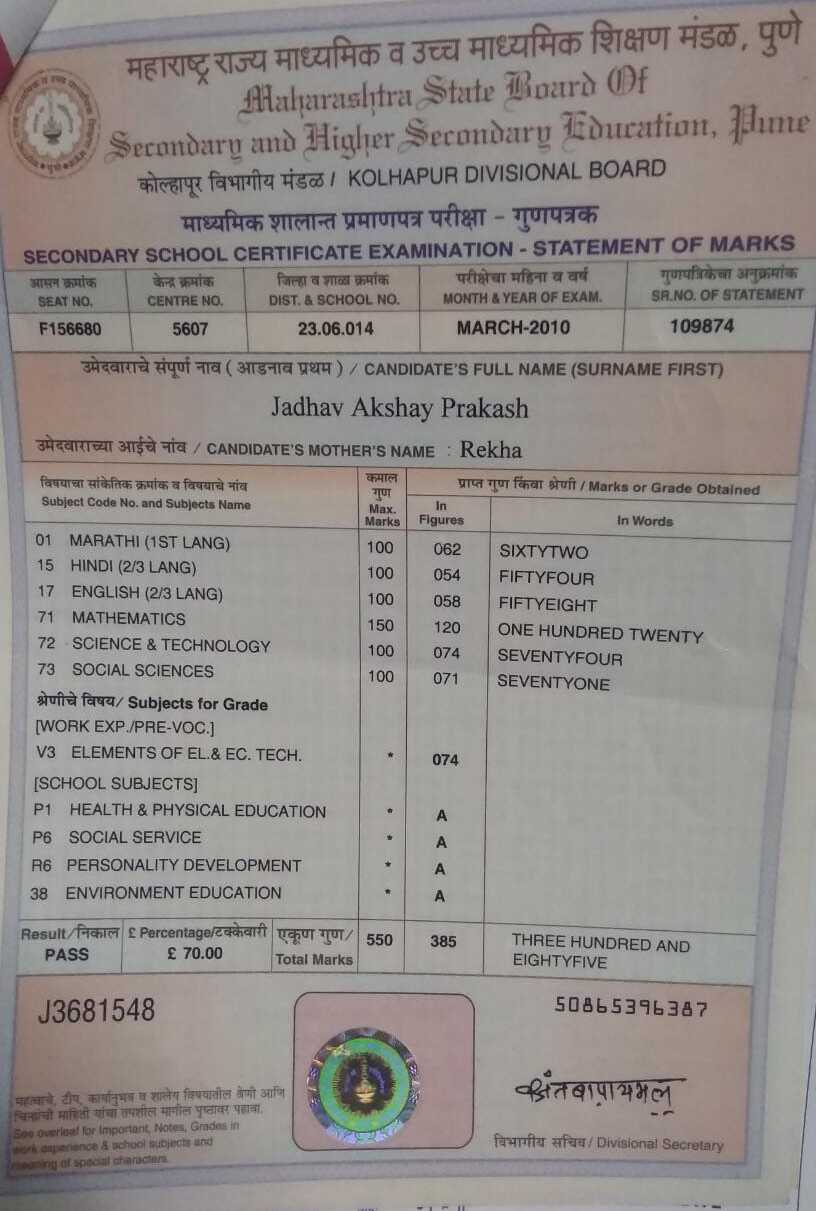 महाराष्ट्र राज्य माध्यमिक व उच्च माध्यमिक शिक्षण मंडळ, पुणे
Maharashtra State Board Of
Secondary and Higher Secondary Education, Pune
कोल्हापूर विभागीय मंडळ / KOLHAPUR DIVISIONAL BOARD
माध्यमिक शालान्त प्रमाणपत्र परीक्षा - गुणपत्रक
SECONDARY SCHOOL CERTIFICATE EXAMINATION - STATEMENT OF MARKS
आसन क्रमांक केन्द्र क्रमांक जिल्हा व शाळा क्रमांक परीक्षेचा महिना व वर्ष गुणपत्रिकेचा अनुक्रमांक
SEAT NO. CENTRE NO. DIST. & SCHOOL NO. MONTH & YEAR OF EXAM. SR.NO. OF STATEMENT
F156680 5607 23.06.014 MARCH-2010 109874
उमेदवाराचे संपूर्ण नाव ( आडनाव प्रथम ) / CANDIDATE'S FULL NAME (SURNAME FIRST)
Jadhav Akshay Prakash
उमेदवाराच्या आईचे नांव / CANDIDATE'S MOTHER'S NAME : Rekha
विषयाचा सांकेतिक क्रमांक व विषयाचे नांव कमाल गुण प्राप्त गुण किंवा श्रेणी / Marks or Grade Obtained
Subject Code No. and Subjects Name Max. Marks In Figures In Words
01 MARATHI (1ST LANG) 100 062 SIXTYTWO
15 HINDI (2/3 LANG) 100 054 FIFTYFOUR
17 ENGLISH (2/3 LANG) 100 058 FIFTYEIGHT
71 MATHEMATICS 150 120 ONE HUNDRED TWENTY
72 SCIENCE & TECHNOLOGY 100 074 SEVENTYFOUR
73 SOCIAL SCIENCES 100 071 SEVENTYONE
श्रेणीचे विषय/ Subjects for Grade
[WORK EXP./PRE-VOC.]
V3 ELEMENTS OF EL.& EC. TECH. * 074
[SCHOOL SUBJECTS]
P1 HEALTH & PHYSICAL EDUCATION * A
P6 SOCIAL SERVICE * A
R6 PERSONALITY DEVELOPMENT * A
38 ENVIRONMENT EDUCATION * A
Result/निकाल £ Percentage/टक्केवारी एकूण गुण/ 550 385 THREE HUNDRED AND
PASS £ 70.00 Total Marks EIGHTYFIVE
J3681548 50865396387
महत्वाचे, टीप, कार्यानुभव व शालेय विषयातील श्रेणी आणि
चिन्हांची माहिती यांचा तपशील मागील पृष्ठावर पहावा.
See overleaf for Important, Notes, Grades in
work experience & school subjects and
meaning of special characters.
विभागीय सचिव / Divisional Secretary